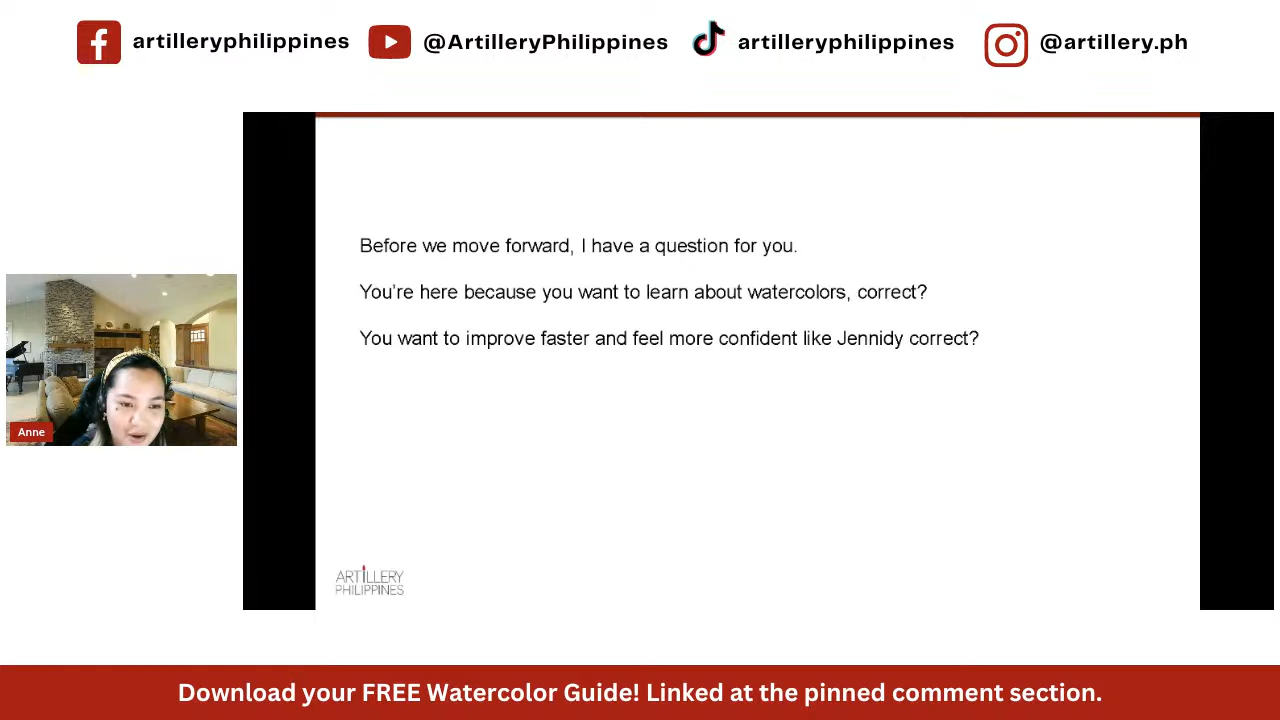 artilleryphilippines
@ArtilleryPhilippines
artilleryphilippines
@artillery.ph
Before we move forward, I have a question for you.
You're here because you want to learn about watercolors, correct?
You want to improve faster and feel more confident like Jennidy correct?
Anne
ARTILLERY
PHILIPPINES
Download your FREE Watercolor Guide! Linked at the pinned comment section.